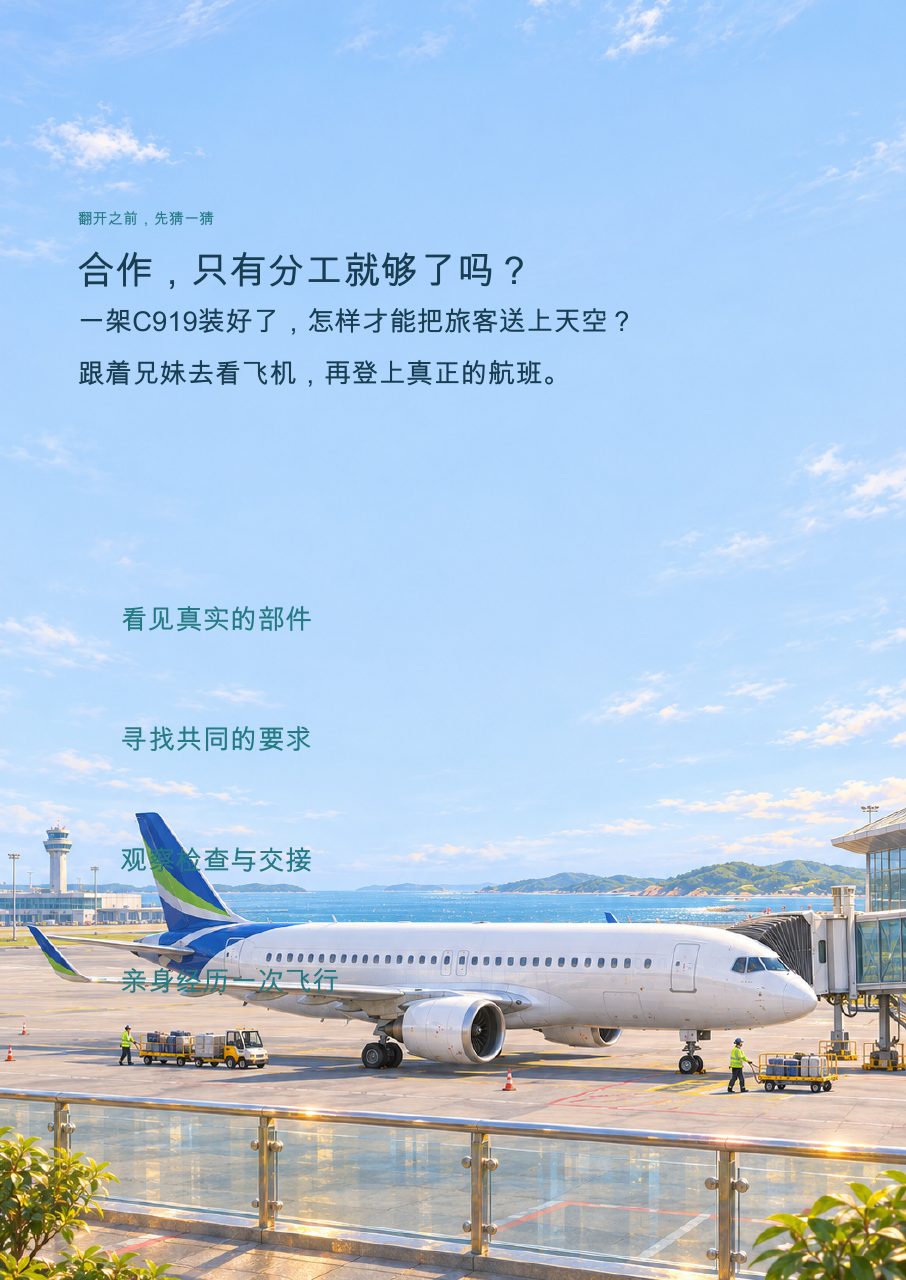 翻开之前，先猜一猜
合作，只有分工就够了吗？
一架C919装好了，怎样才能把旅客送上天空？
跟着兄妹去看飞机，再登上真正的航班。
看见真实的部件
寻找共同的要求
观察检查与交接
亲身经历一次飞行